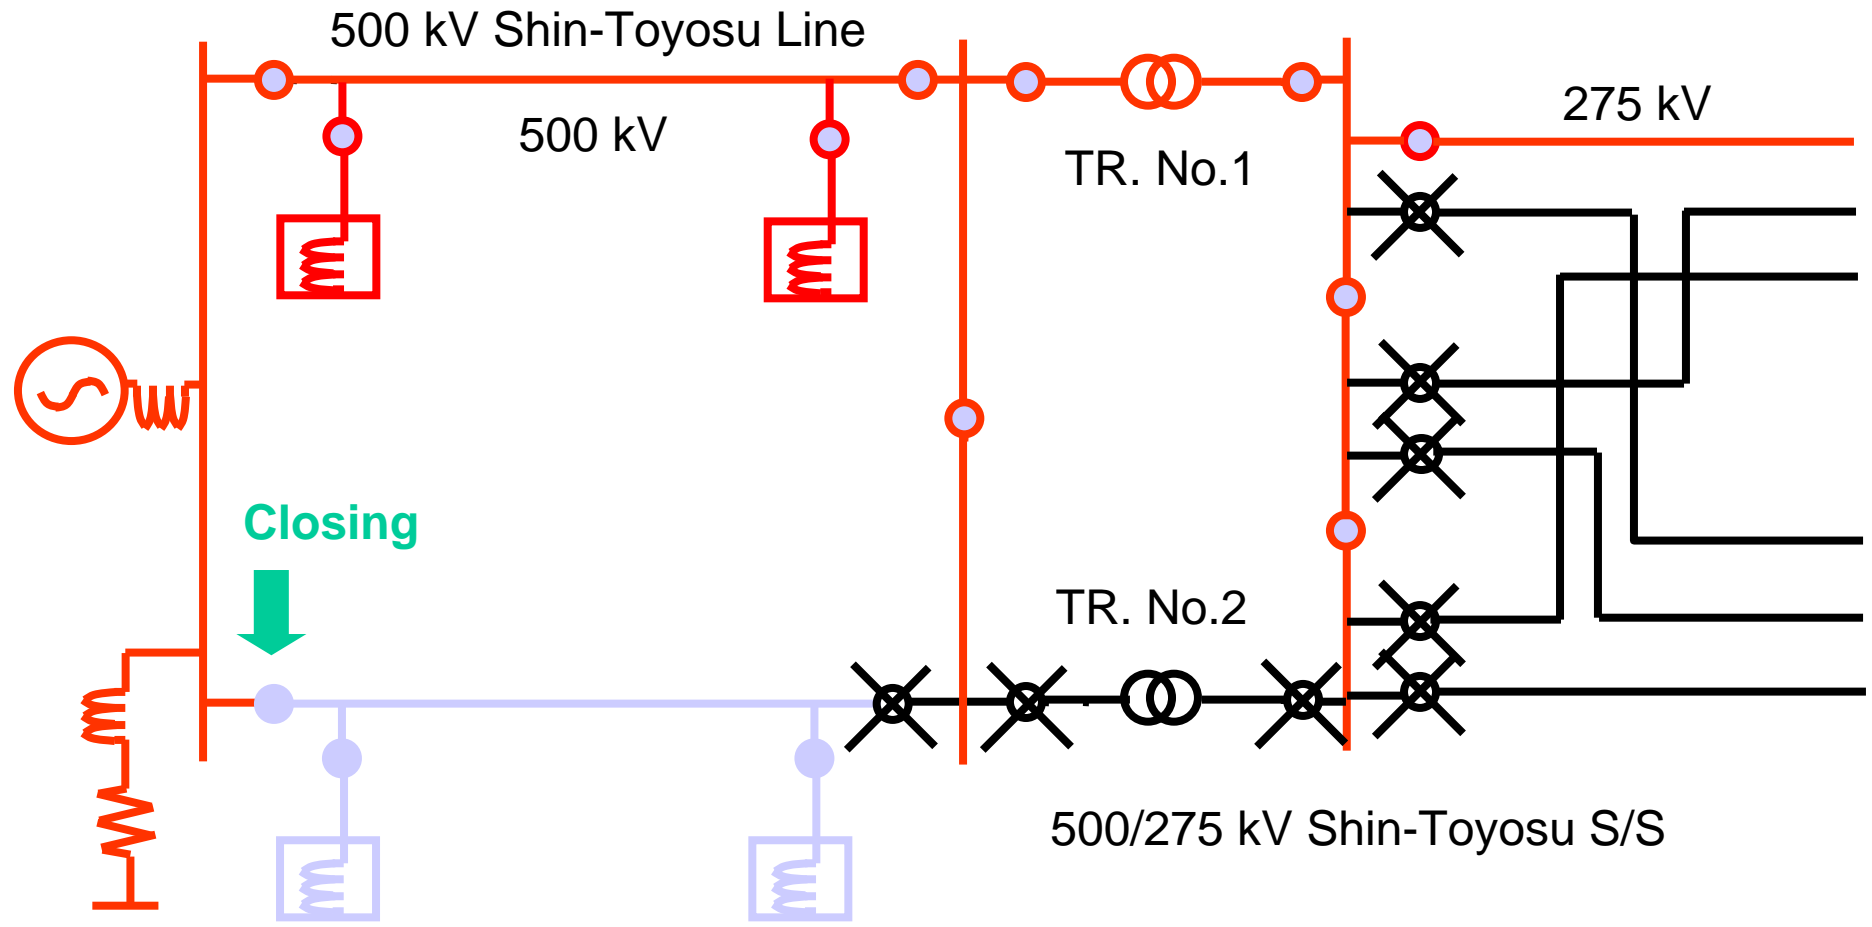 500 kV Shin-Toyosu Line
275 kV
500 kV
TR. No.1
Closing
TR. No.2
500/275 kV Shin-Toyosu S/S